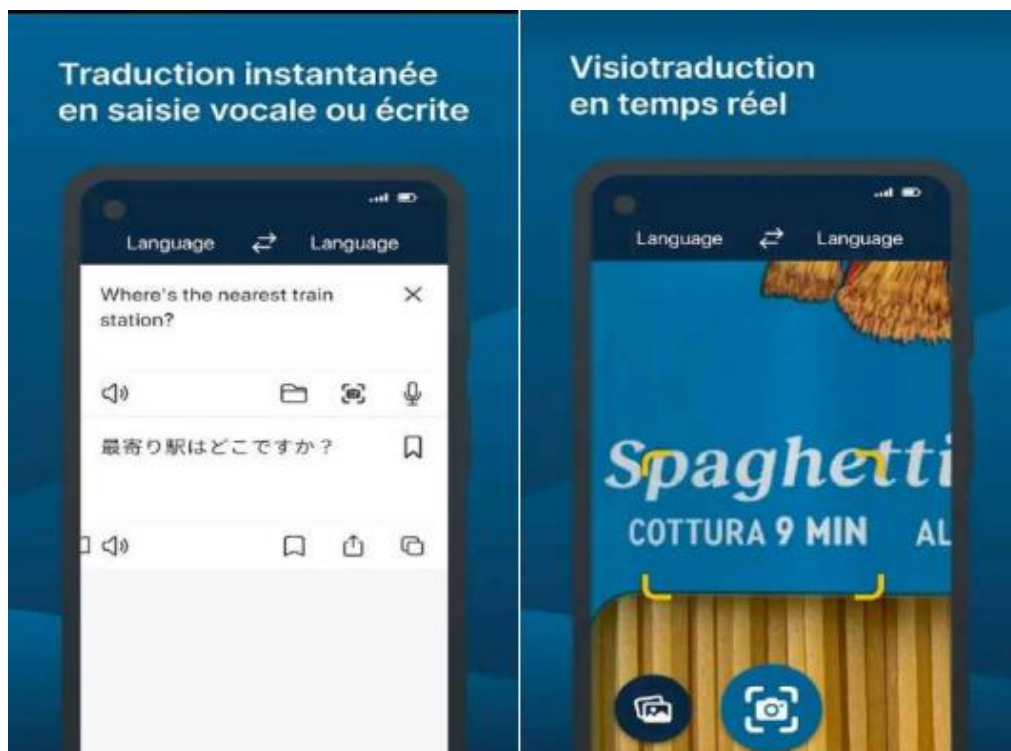 Traduction instantanée
en saisie vocale ou écrite
Language
Language
Where's the nearest train
station?
最寄り駅はどこですか？
Visiotraduction
en temps réel
Language
Language
Spaghetti
COTTURA 9 MIN
AL